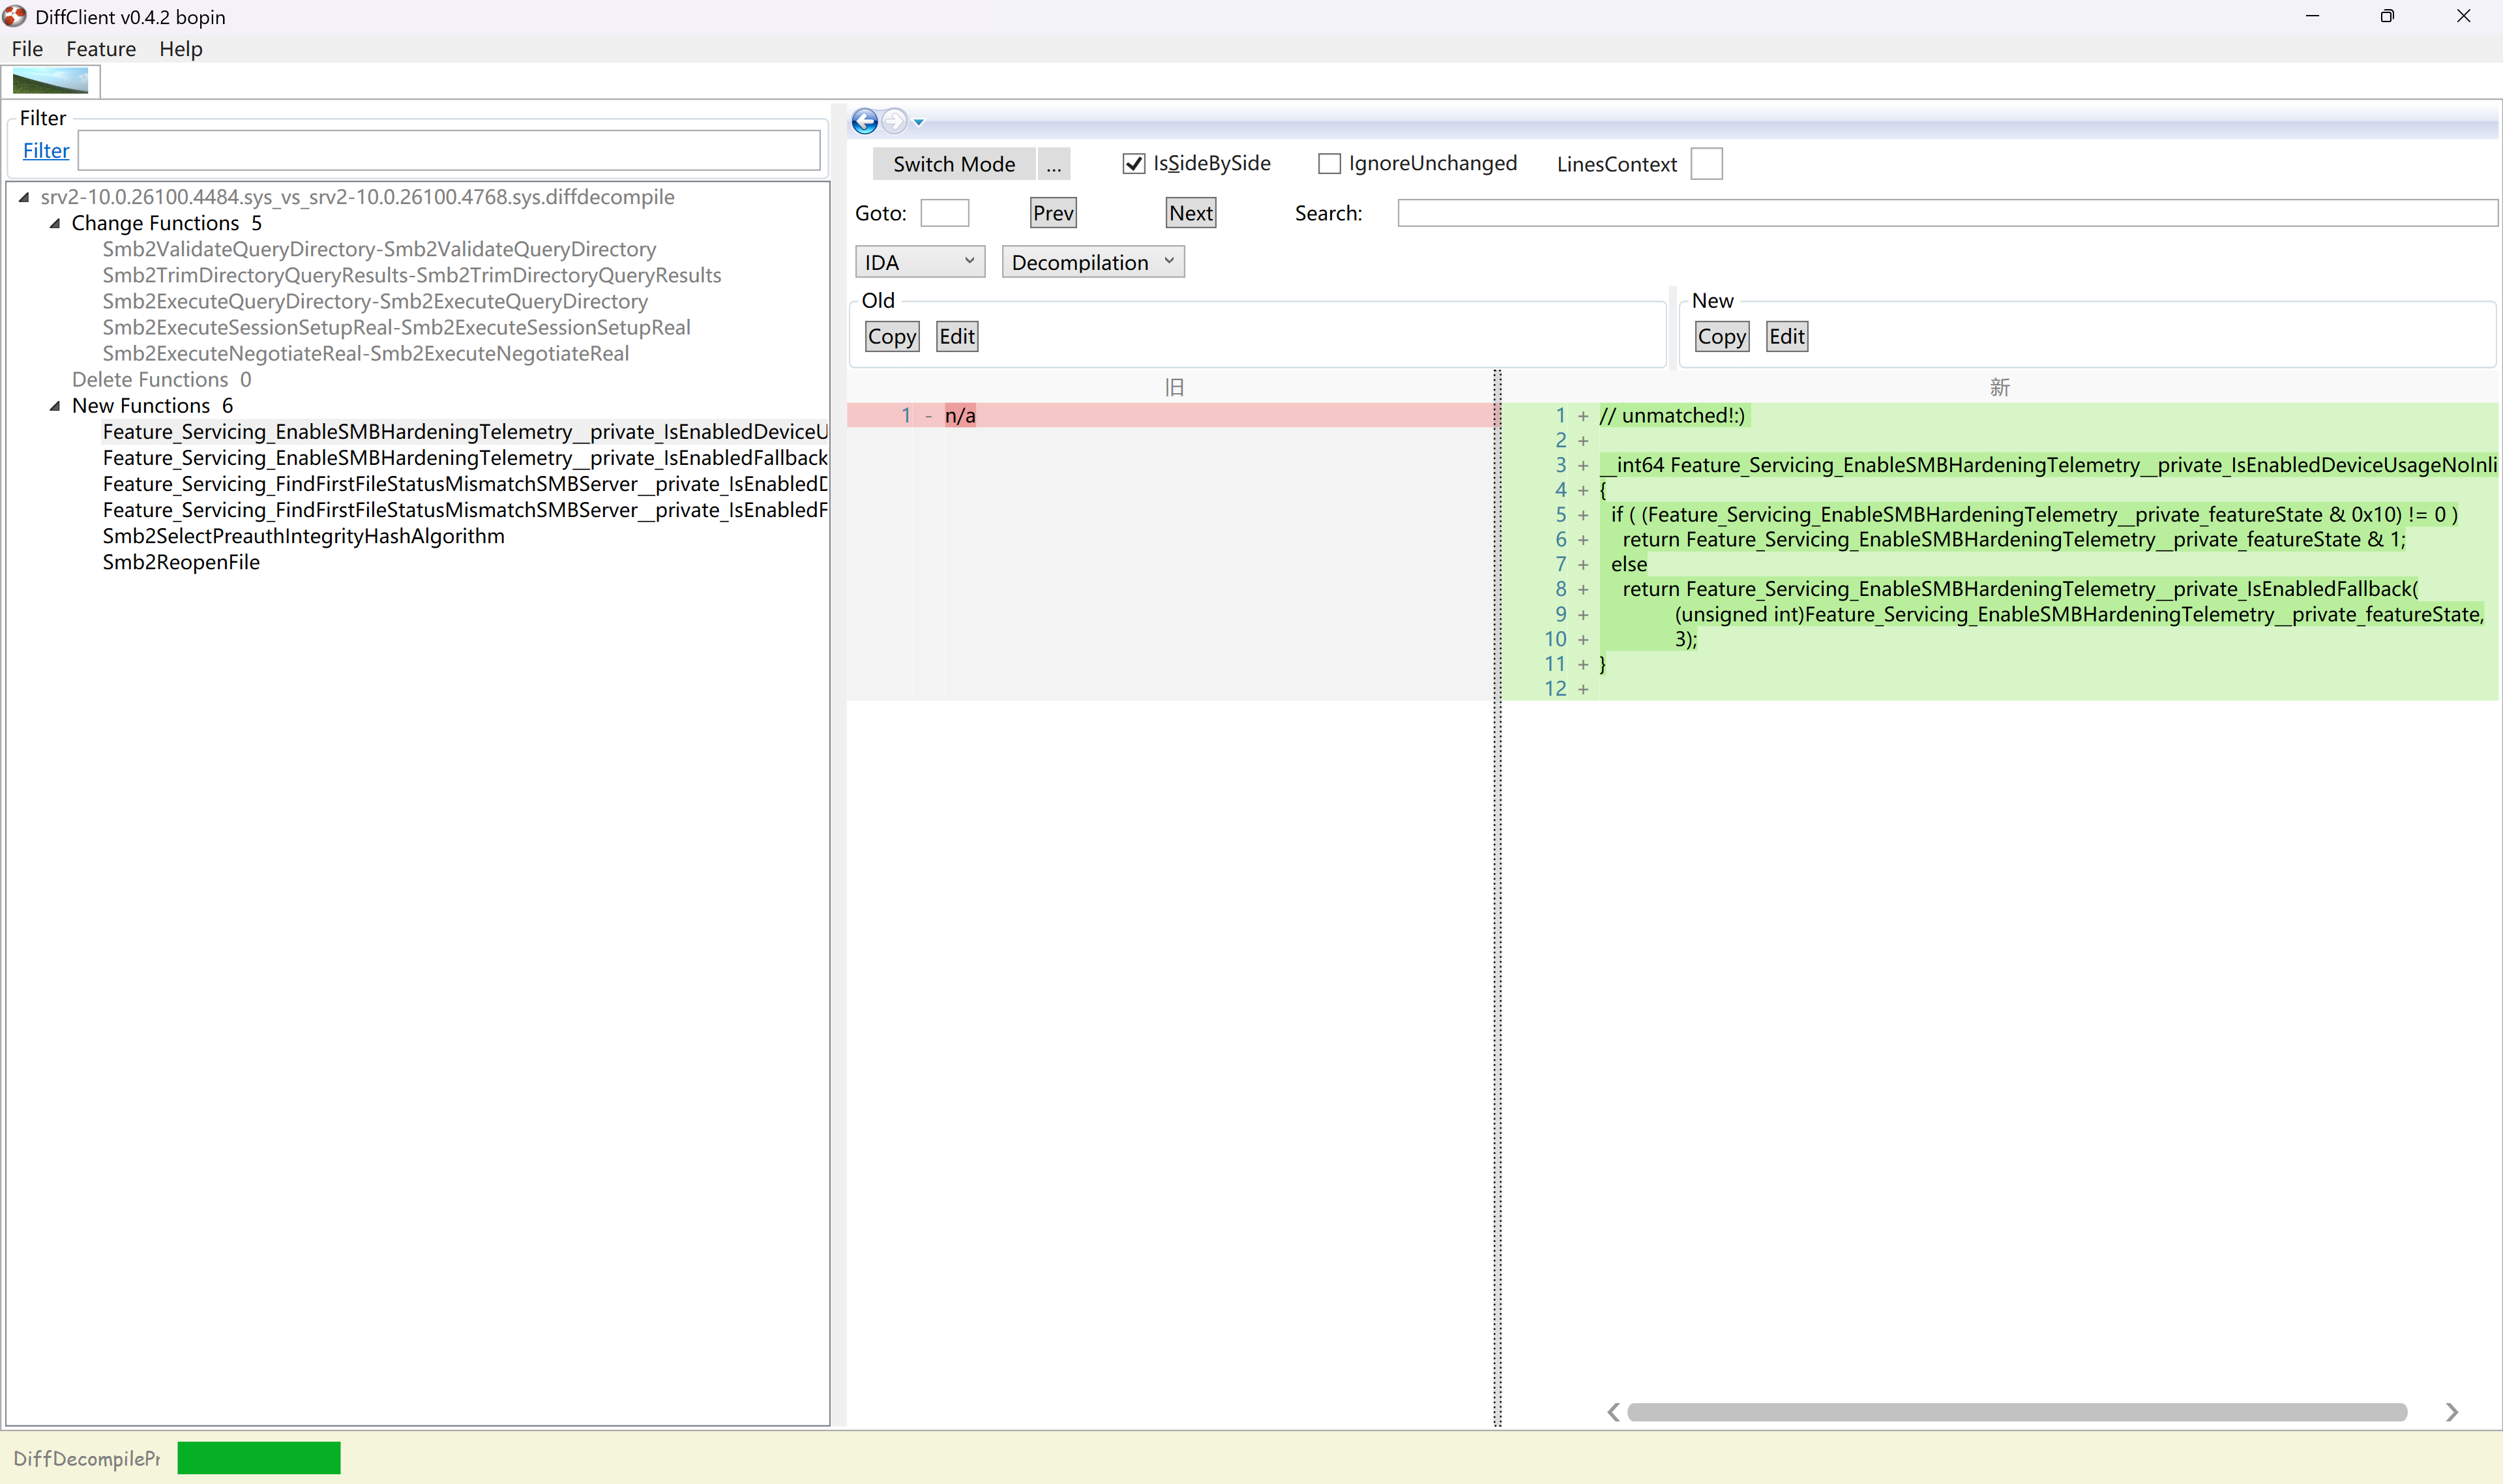 DiffClient v0.4.2 bopin
File Feature Help
Filter
Filter
srv2-10.0.26100.4484.sys_vs_srv2-10.0.26100.4768.sys.diffdecompile
Change Functions 5
Smb2ValidateQueryDirectory-Smb2ValidateQueryDirectory
Smb2TrimDirectoryQueryResults-Smb2TrimDirectoryQueryResults
Smb2ExecuteQueryDirectory-Smb2ExecuteQueryDirectory
Smb2ExecuteSessionSetupReal-Smb2ExecuteSessionSetupReal
Smb2ExecuteNegotiateReal-Smb2ExecuteNegotiateReal
Delete Functions 0
New Functions 6
Feature_Servicing_EnableSMBHardeningTelemetry__private_IsEnabledDeviceU
Feature_Servicing_EnableSMBHardeningTelemetry__private_IsEnabledFallback
Feature_Servicing_FindFirstFileStatusMismatchSMBServer__private_IsEnabledD
Feature_Servicing_FindFirstFileStatusMismatchSMBServer__private_IsEnabledF
Smb2SelectPreauthIntegrityHashAlgorithm
Smb2ReopenFile
Switch Mode ... IsSideBySide IgnoreUnchanged LinesContext
Goto: Prev Next Search:
IDA Decompilation
Old
Copy Edit
New
Copy Edit
旧
1 - n/a
新
1 + // unmatched!:)
2 +
3 + __int64 Feature_Servicing_EnableSMBHardeningTelemetry__private_IsEnabledDeviceUsageNoInli
4 + {
5 + if ( (Feature_Servicing_EnableSMBHardeningTelemetry__private_featureState & 0x10) != 0 )
6 + return Feature_Servicing_EnableSMBHardeningTelemetry__private_featureState & 1;
7 + else
8 + return Feature_Servicing_EnableSMBHardeningTelemetry__private_IsEnabledFallback(
9 + (unsigned int)Feature_Servicing_EnableSMBHardeningTelemetry__private_featureState,
10 + 3);
11 + }
12 +
DiffDecompilePr